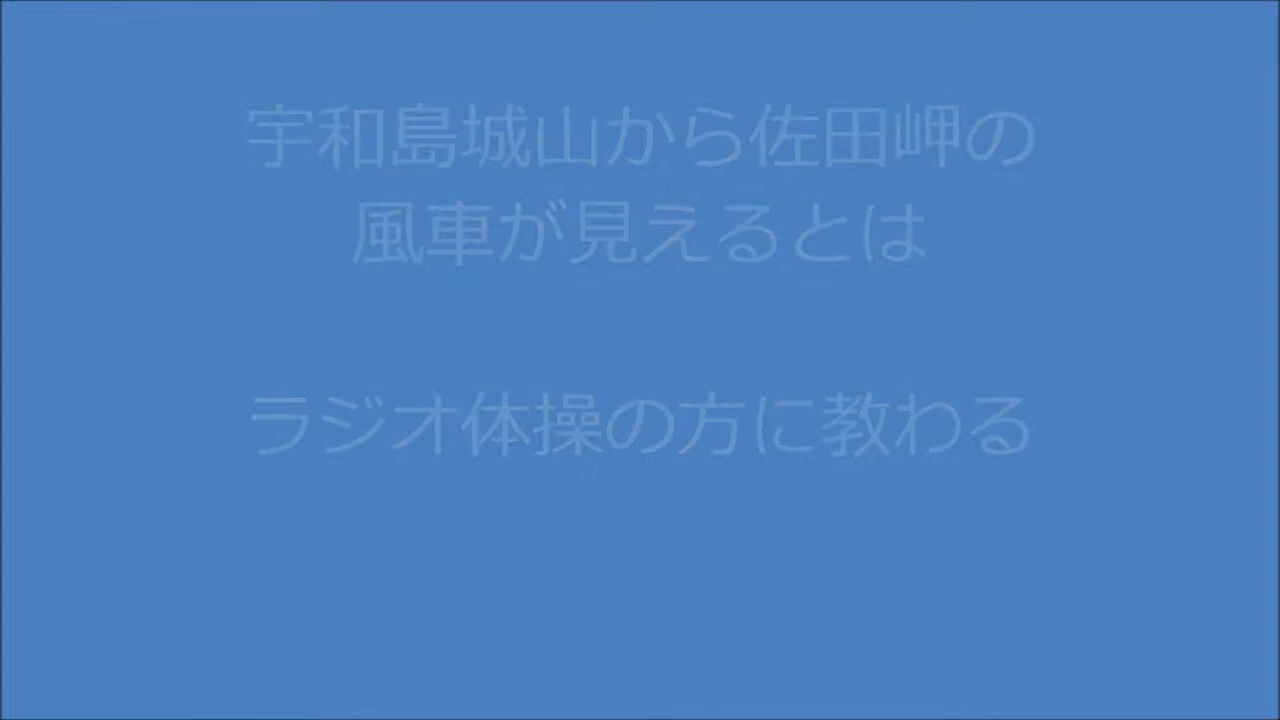 宇和島城山から佐田岬の
風車が見えるとは
ラジオ体操の方に教わる